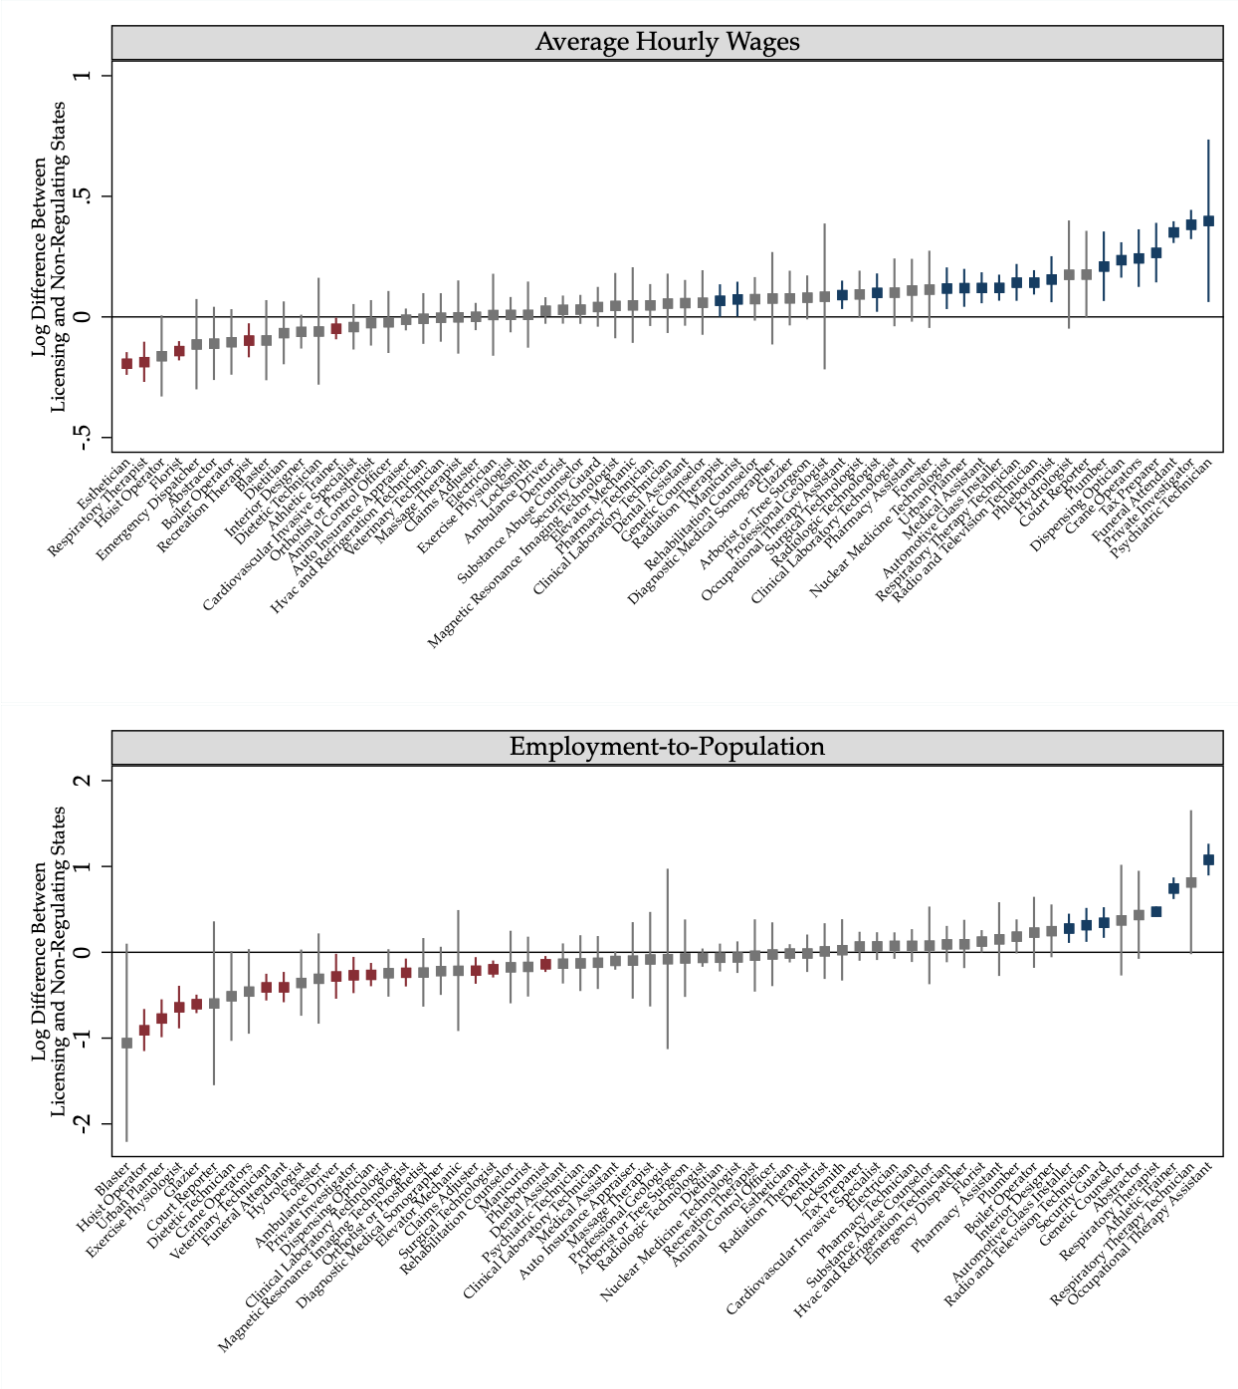 Average Hourly Wages
Log Difference Between
Licensing and Non-Regulating States
1
.5
0
-.5
Esthetician
Respiratory Therapist
Hoist Operator
Florist
Emergency Dispatcher
Abstractor
Boiler Operator
Recreation Therapist
Blaster
Dietitian
Interior Designer
Dietetic Technician
Athletic Trainer
Cardiovascular Invasive Specialist
Orthotist or Prosthetist
Animal Control Officer
Auto Insurance Appraiser
Hvac and Refrigeration Technician
Veterinary Technician
Massage Therapist
Claims Adjuster
Electrician
Exercise Physiologist
Locksmith
Ambulance Driver
Denturist
Substance Abuse Counselor
Security Guard
Magnetic Resonance Imaging Technologist
Elevator Mechanic
Pharmacy Technician
Clinical Laboratory Technician
Dental Assistant
Genetic Counselor
Radiation Therapist
Manicurist
Rehabilitation Counselor
Diagnostic Medical Sonographer
Glazier
Arborist or Tree Surgeon
Professional Geologist
Occupational Therapy Assistant
Surgical Technologist
Radiologic Technologist
Clinical Laboratory Technologist
Pharmacy Assistant
Forester
Nuclear Medicine Technologist
Urban Planner
Medical Assistant
Automotive Glass Installer
Respiratory Therapy Technician
Radio and Television Technician
Phlebotomist
Hydrologist
Court Reporter
Plumber
Dispensing Optician
Crane Operators
Tax Preparer
Funeral Attendant
Private Investigator
Psychiatric Technician
Employment-to-Population
Log Difference Between
Licensing and Non-Regulating States
2
1
0
-1
-2
Blaster
Hoist Operator
Urban Planner
Exercise Physiologist
Glazier
Court Reporter
Dietetic Technician
Crane Operators
Veterinary Technician
Funeral Attendant
Hydrologist
Forester
Ambulance Driver
Private Investigator
Dispensing Optician
Clinical Laboratory Technologist
Magnetic Resonance Imaging Technologist
Orthotist or Prosthetist
Diagnostic Medical Sonographer
Elevator Mechanic
Claims Adjuster
Surgical Technologist
Rehabilitation Counselor
Manicurist
Phlebotomist
Dental Assistant
Psychiatric Technician
Clinical Laboratory Technician
Medical Assistant
Auto Insurance Appraiser
Massage Therapist
Professional Geologist
Arborist or Tree Surgeon
Radiologic Technologist
Dietitian
Nuclear Medicine Technologist
Recreation Therapist
Animal Control Officer
Esthetician
Radiation Therapist
Denturist
Locksmith
Tax Preparer
Cardiovascular Invasive Specialist
Electrician
Pharmacy Technician
Substance Abuse Counselor
Hvac and Refrigeration Technician
Emergency Dispatcher
Florist
Pharmacy Assistant
Plumber
Boiler Operator
Interior Designer
Automotive Glass Installer
Radio and Television Technician
Security Guard
Genetic Counselor
Abstractor
Respiratory Therapist
Athletic Trainer
Respiratory Therapy Technician
Occupational Therapy Assistant